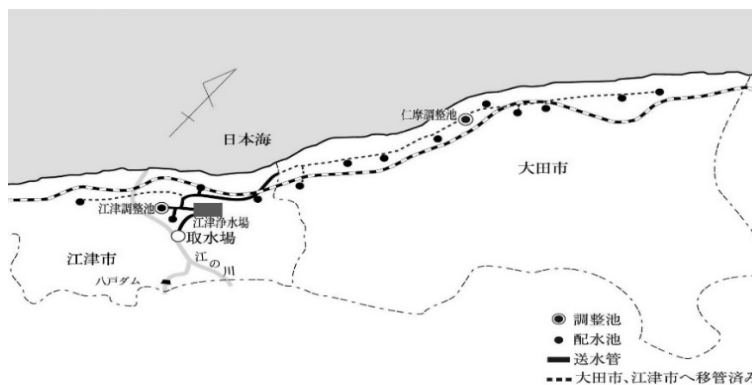 仁摩調整池
日本海
大田市
江津調整池
江津浄水場
取水場
江の川
江津市
八戸ダム
調整池
配水池
送水管
大田市、江津市へ移管済み